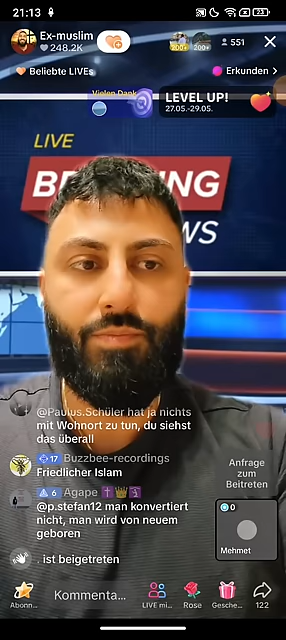 21:13
23
Ex-muslim
248.2K
200+
200+
551
Beliebte LIVEs
Erkunden
Vielen Dank
LEVEL UP!
27.05.-29.05.
LIVE
NEWS
@Paulus.Schüler hat ja nichts
mit Wohnort zu tun, du siehst
das überall
17 Buzzbee-recordings
Friedlicher Islam
6 Agape
@p.stefan12 man konvertiert
nicht, man wird von neuem
geboren
. ist beigetreten
Anfrage
zum
Beitreten
0
Mehmet
Abonn...
Kommenta...
LIVE mi...
Rose
Gesche...
122